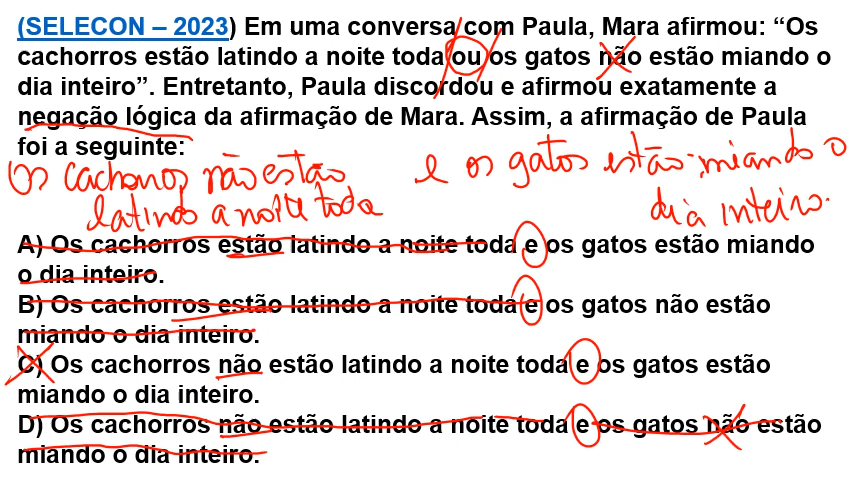 (SELECON – 2023) Em uma conversa com Paula, Mara afirmou: “Os
cachorros estão latindo a noite toda ou os gatos não estão miando o
dia inteiro”. Entretanto, Paula discordou e afirmou exatamente a
negação lógica da afirmação de Mara. Assim, a afirmação de Paula
foi a seguinte:
Os cachorros não estão
latindo a noite toda
e os gatos estão miando o
dia inteiro.
A) Os cachorros estão latindo a noite toda e os gatos estão miando
o dia inteiro.
B) Os cachorros estão latindo a noite toda e os gatos não estão
miando o dia inteiro.
C) Os cachorros não estão latindo a noite toda e os gatos estão
miando o dia inteiro.
D) Os cachorros não estão latindo a noite toda e os gatos não estão
miando o dia inteiro.